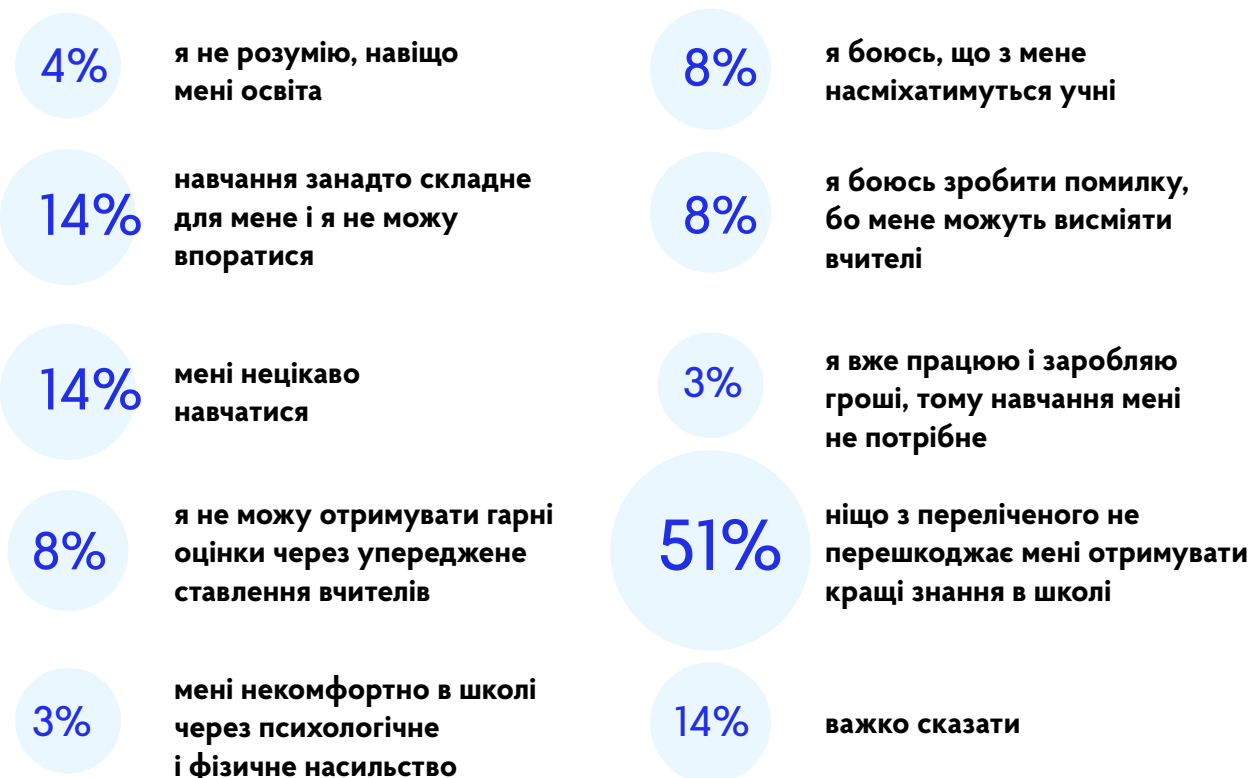 4%
я не розумію, навіщо
мені освіта
14%
навчання занадто складне
для мене і я не можу
впоратися
14%
мені нецікаво
навчатися
8%
я не можу отримувати гарні
оцінки через упереджене
ставлення вчителів
3%
мені некомфортно в школі
через психологічне
і фізичне насильство
8%
я боюсь, що з мене
насміхатимуться учні
8%
я боюсь зробити помилку,
бо мене можуть висміяти
вчителі
3%
я вже працюю і заробляю
гроші, тому навчання мені
не потрібне
51%
ніщо з переліченого не
перешкоджає мені отримувати
кращі знання в школі
14%
важко сказати